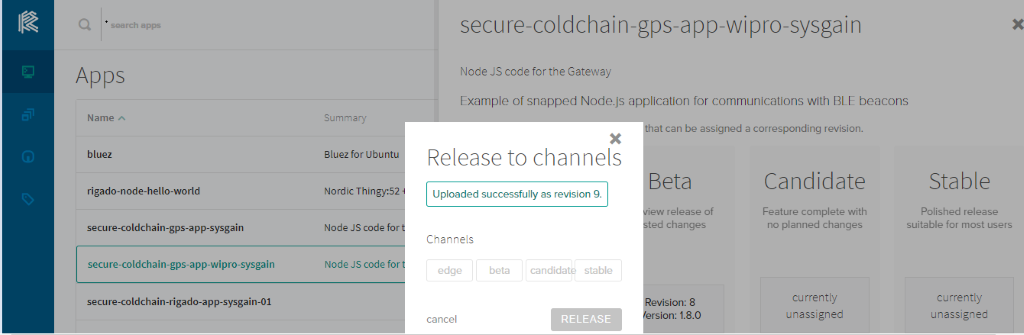 search apps
Apps
Name
Summary
bluez
Bluez for Ubuntu
rigado-node-hello-world
Nordic Thingy:52
secure-coldchain-gps-app-sysgain
Node JS code for t
secure-coldchain-gps-app-wipro-sysgain
Node JS code for t
secure-coldchain-rigado-app-sysgain-01
secure-coldchain-gps-app-wipro-sysgain
Node JS code for the Gateway
Example of snapped Node.js application for communications with BLE beacons
that can be assigned a corresponding revision.
Beta
view release of
sted changes
Revision: 8
Version: 1.8.0
Candidate
Feature complete with
no planned changes
currently
unassigned
Stable
Polished release
suitable for most users
currently
unassigned
Release to channels
Uploaded successfully as revision 9.
Channels
edge
beta
candidate
stable
cancel
RELEASE